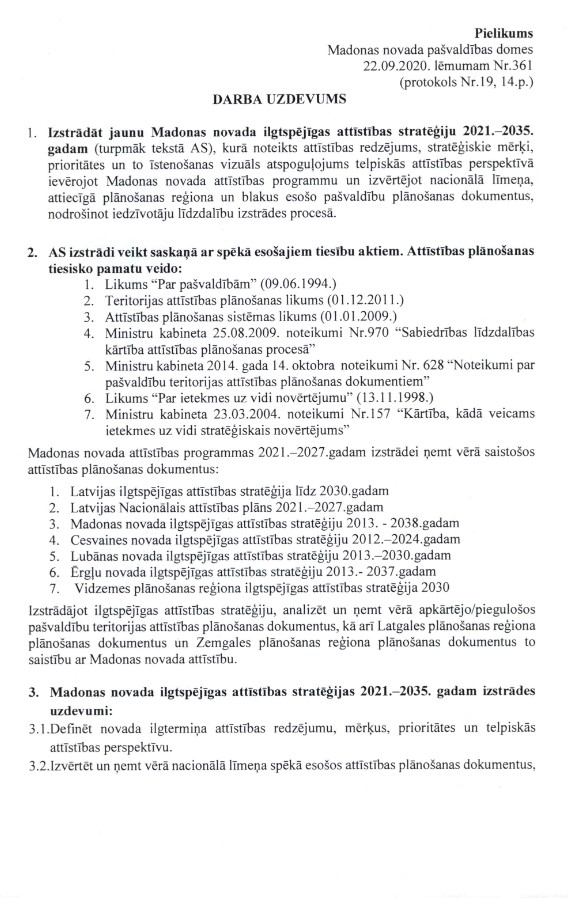 Pielikums
Madonas novada pašvaldības domes
22.09.2020. lēmumam Nr.361
(protokols Nr.19, 14.p.)
DARBA UZDEVUMS
1. Izstrādāt jaunu Madonas novada ilgtspējīgas attīstības stratēģiju 2021.–2035.
gadam (turpmāk tekstā AS), kurā noteikts attīstības redzējums, stratēģiskie mērķi,
prioritātes un to īstenošanas vizuāls atspoguļojums telpiskās attīstības perspektīvā
ievērojot Madonas novada attīstības programmu un izvērtējot nacionālā līmeņa,
attiecīgā plānošanas reģiona un blakus esošo pašvaldību plānošanas dokumentus,
nodrošinot iedzīvotāju līdzdalību izstrādes procesā.
2. AS izstrādi veikt saskaņā ar spēkā esošajiem tiesību aktiem. Attīstības plānošanas
tiesisko pamatu veido:
1. Likums “Par pašvaldībām” (09.06.1994.)
2. Teritorijas attīstības plānošanas likums (01.12.2011.)
3. Attīstības plānošanas sistēmas likums (01.01.2009.)
4. Ministru kabineta 25.08.2009. noteikumi Nr.970 “Sabiedrības līdzdalības
kārtība attīstības plānošanas procesā”
5. Ministru kabineta 2014. gada 14. oktobra noteikumi Nr. 628 “Noteikumi par
pašvaldību teritorijas attīstības plānošanas dokumentiem”
6. Likums “Par ietekmes uz vidi novērtējumu” (13.11.1998.)
7. Ministru kabineta 23.03.2004. noteikumi Nr.157 “Kārtība, kādā veicams
ietekmes uz vidi stratēģiskais novērtējums”
Madonas novada attīstības programmas 2021.–2027.gadam izstrādei ņemt vērā saistošos
attīstības plānošanas dokumentus:
1. Latvijas ilgtspējīgas attīstības stratēģija līdz 2030.gadam
2. Latvijas Nacionālais attīstības plāns 2021.–2027.gadam
3. Madonas novada ilgtspējīgas attīstības stratēģiju 2013. - 2038.gadam
4. Cesvaines novada ilgtspējīgas attīstības stratēģiju 2012.–2024.gadam
5. Lubānas novada ilgtspējīgas attīstības stratēģiju 2013.–2030.gadam
6. Ērgļu novada ilgtspējīgas attīstības stratēģiju 2013.- 2037.gadam
7. Vidzemes plānošanas reģiona ilgtspējīgas attīstības stratēģija 2030
Izstrādājot ilgtspējīgas attīstības stratēģiju, analizēt un ņemt vērā apkārtējo/piegulošos
pašvaldību teritorijas attīstības plānošanas dokumentus, kā arī Latgales plānošanas reģiona
plānošanas dokumentus un Zemgales plānošanas reģiona plānošanas dokumentus to
saistību ar Madonas novada attīstību.
3. Madonas novada ilgtspējīgas attīstības stratēģijas 2021.–2035. gadam izstrādes
uzdevumi:
3.1.Definēt novada ilgtermiņa attīstības redzējumu, mērķus, prioritātes un telpiskās
attīstības perspektīvu.
3.2.Izvērtēt un ņemt vērā nacionālā līmeņa spēkā esošos attīstības plānošanas dokumentus,